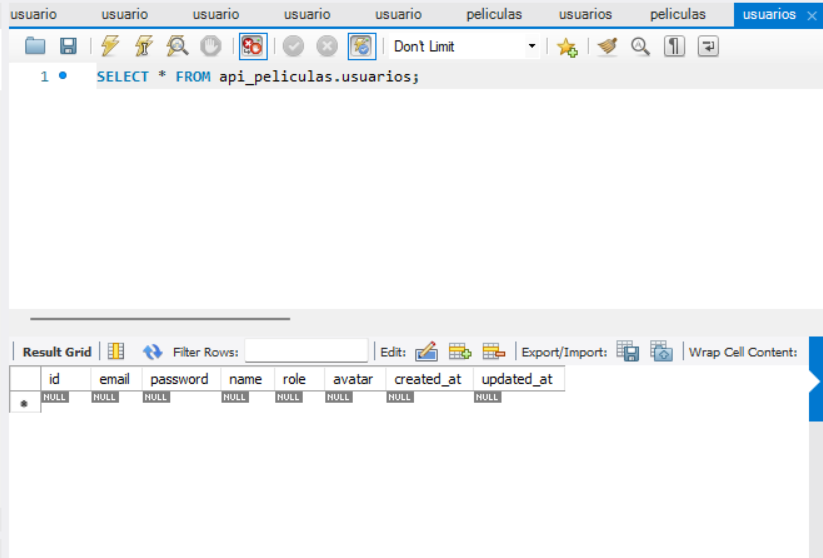 usuario usuario usuario usuario usuario peliculas usuarios peliculas usuarios
Don't Limit
1 SELECT * FROM api_peliculas.usuarios;
Result Grid Filter Rows: Edit: Export/Import: Wrap Cell Content:
id email password name role avatar created_at updated_at
NULL NULL NULL NULL NULL NULL NULL NULL